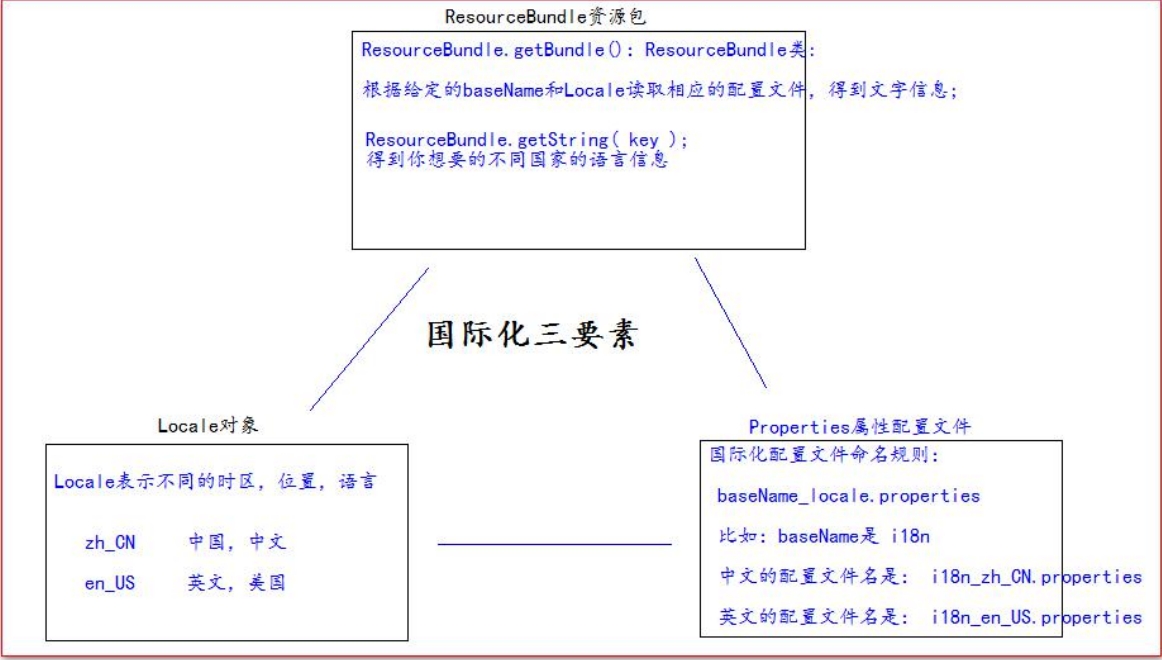 ResourceBundle资源包
ResourceBundle.getBundle(): ResourceBundle类:
根据给定的baseName和Locale读取相应的配置文件，得到文字信息;
ResourceBundle.getString( key );
得到你想要的不同国家的语言信息
国际化三要素
Locale对象
Locale表示不同的时区，位置，语言
zh_CN 中国，中文
en_US 英文，美国
Properties属性配置文件
国际化配置文件命名规则:
baseName_locale.properties
比如: baseName是 i18n
中文的配置文件名是: i18n_zh_CN.properties
英文的配置文件名是: i18n_en_US.properties